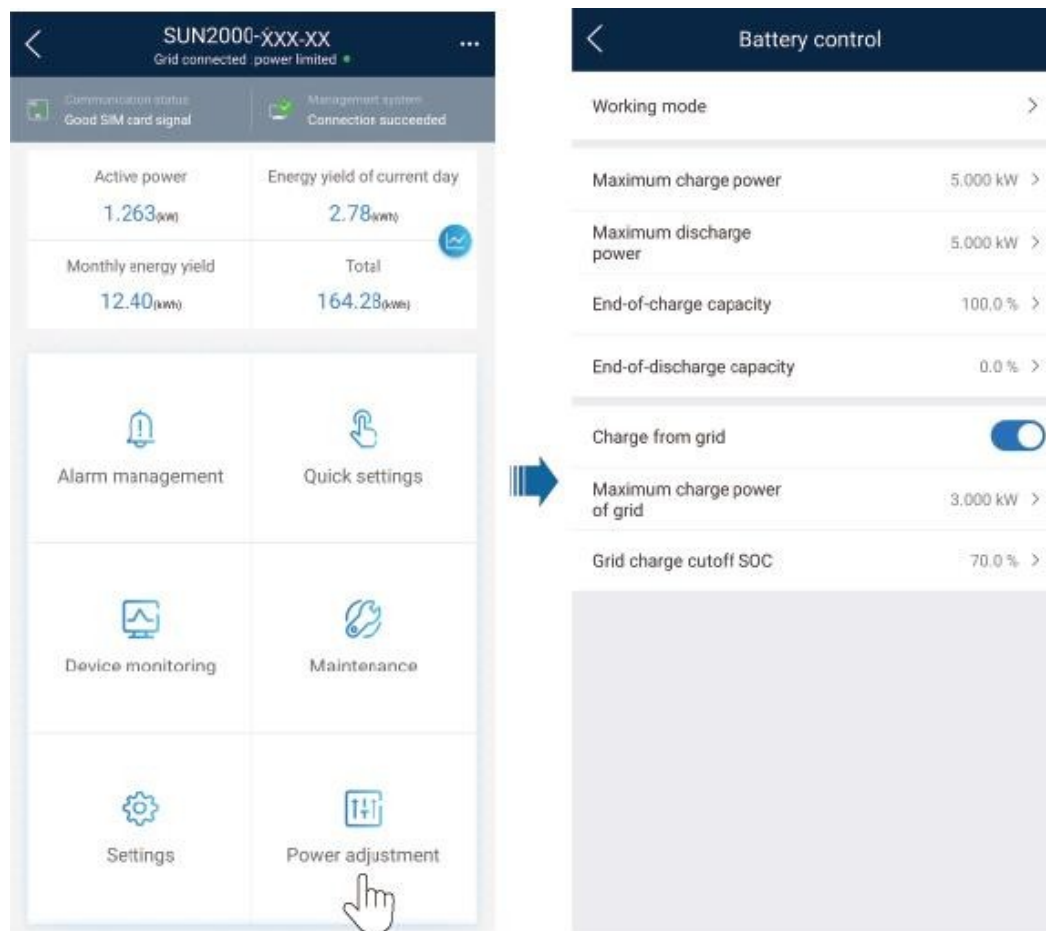 SUN2000-XXX-XX
Grid connected :power limited
Communication status
Good SIM card signal
Management system
Connection succeeded
Active power
1.263(kW)
Energy yield of current day
2.78(kWh)
Monthly energy yield
12.40(kWh)
Total
164.28(kWh)
Alarm management
Quick settings
Device monitoring
Maintenance
Settings
Power adjustment
Battery control
Working mode
Maximum charge power
5.000 kW
Maximum discharge
power
5.000 kW
End-of-charge capacity
100.0 %
End-of-discharge capacity
0.0 %
Charge from grid
Maximum charge power
of grid
3.000 kW
Grid charge cutoff SOC
70.0 %